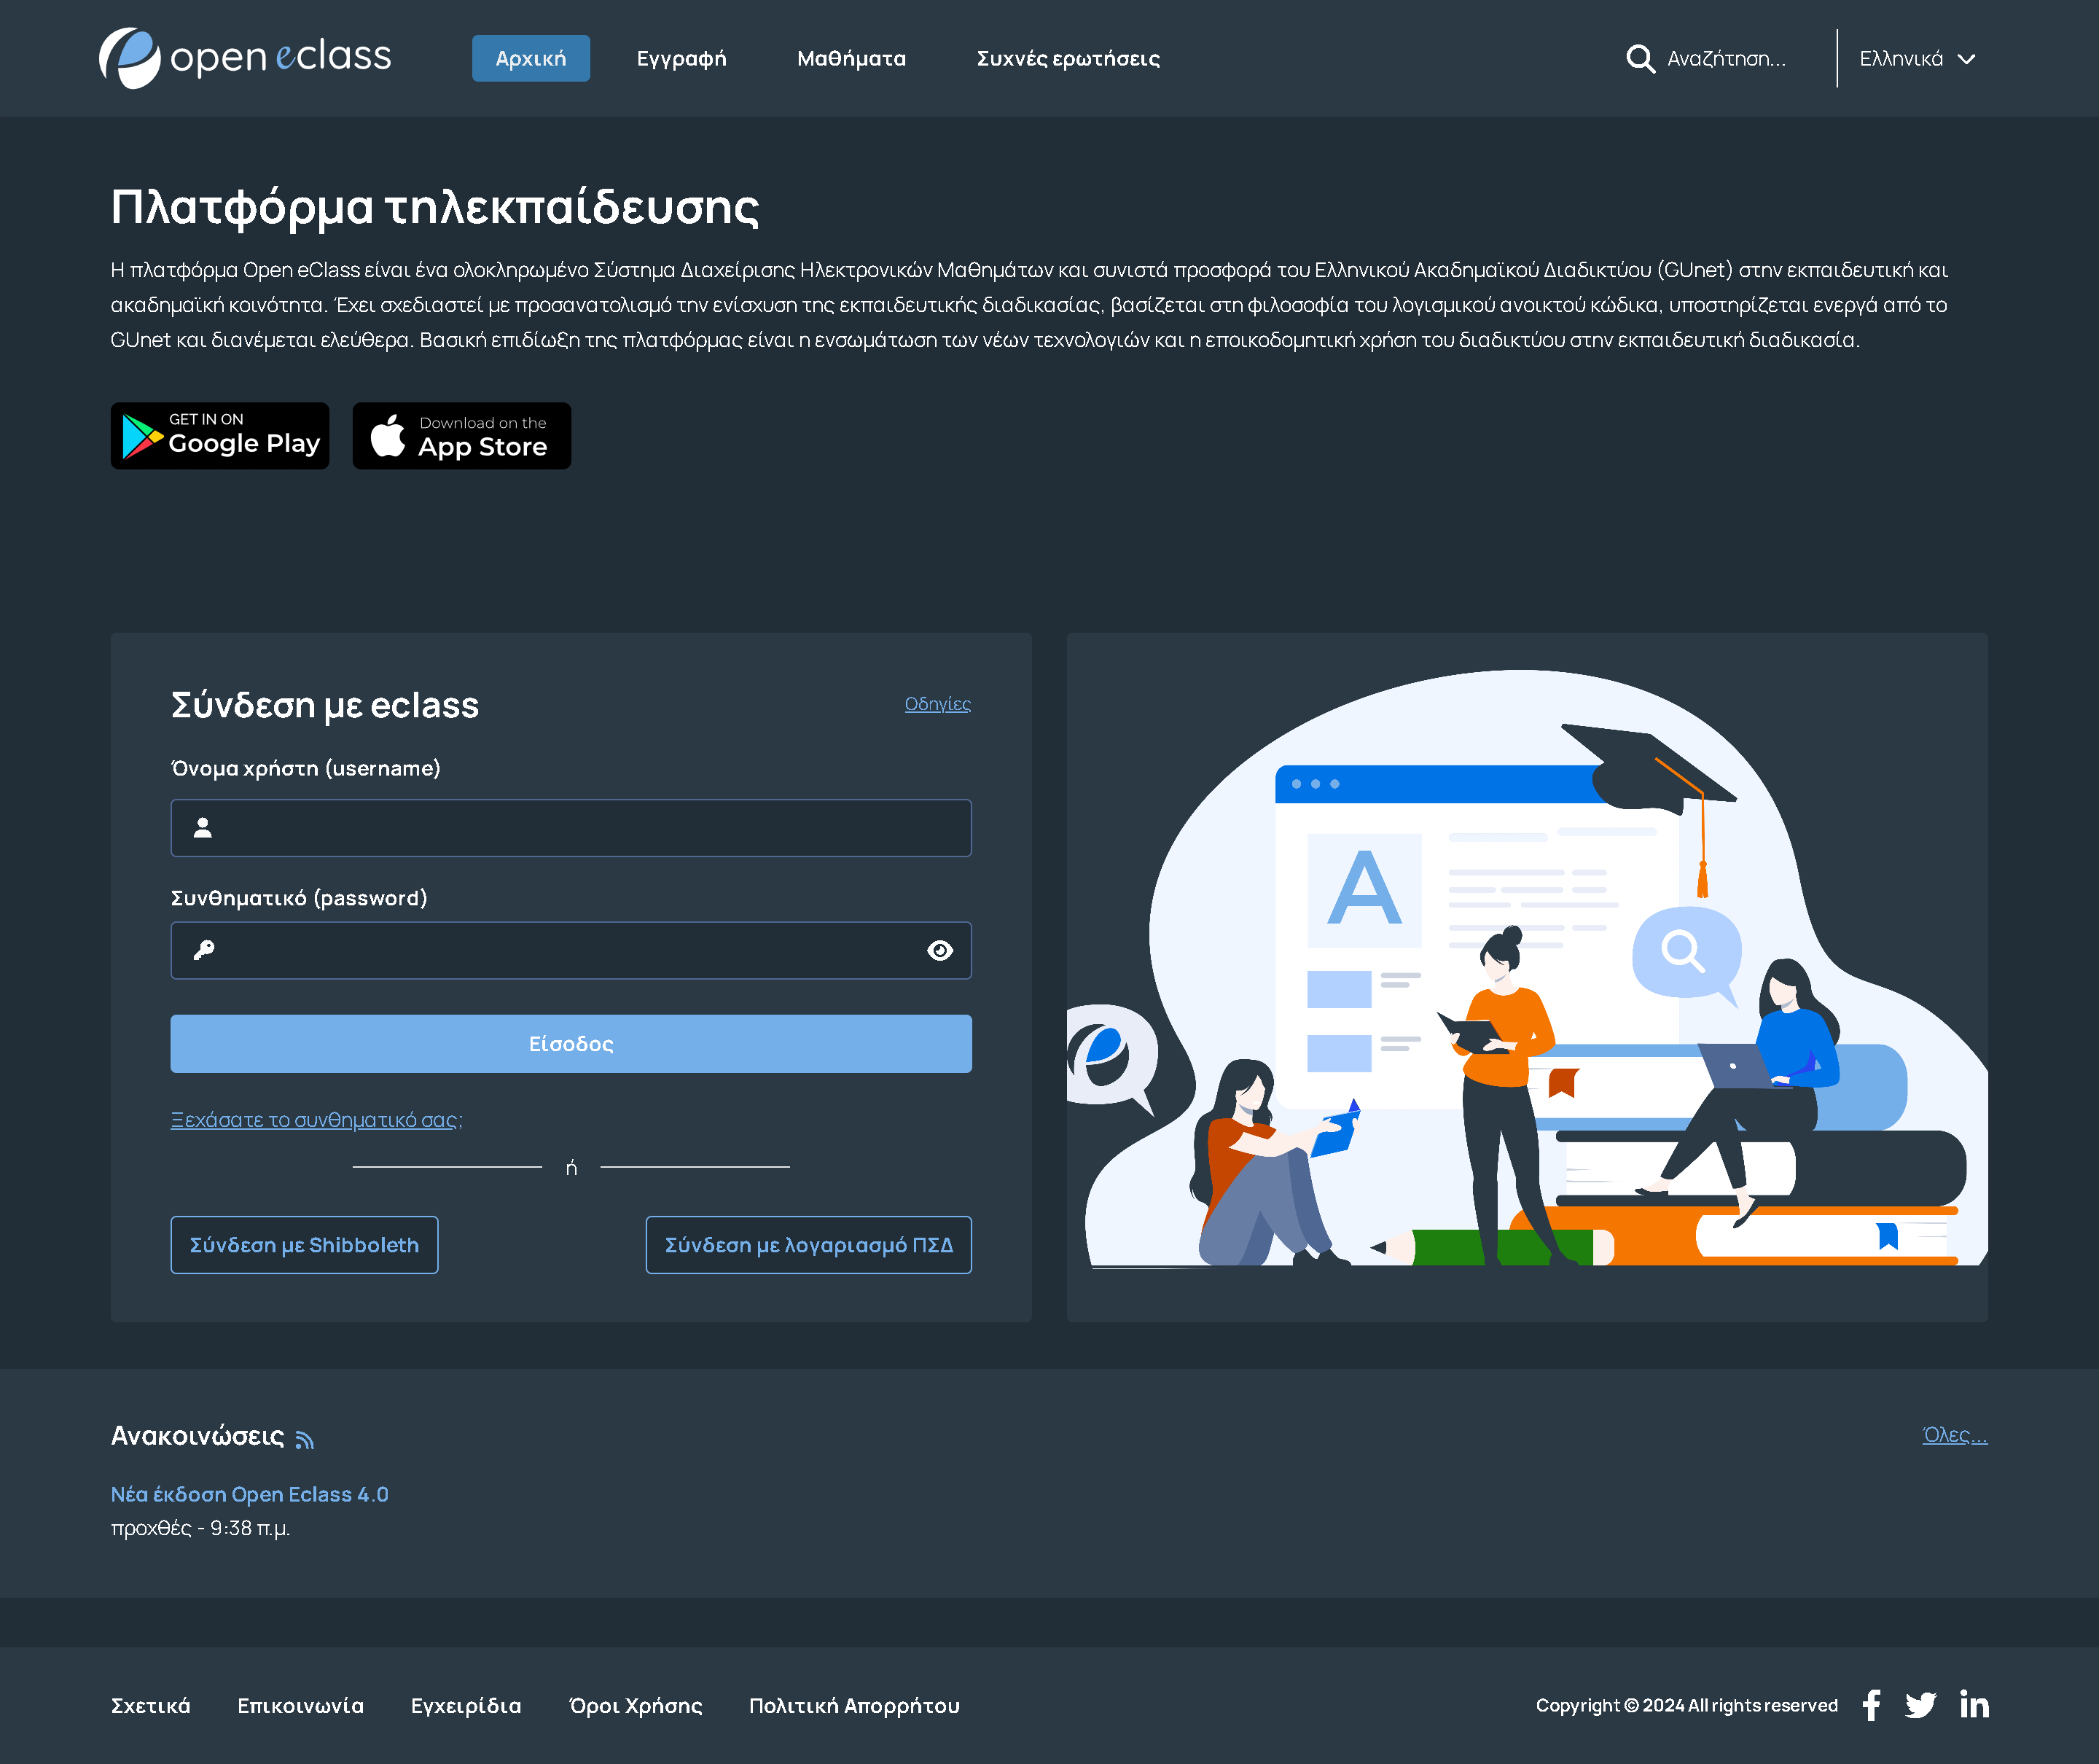 open eclass
Αρχική
Εγγραφή
Μαθήματα
Συχνές ερωτήσεις
Αναζήτηση...
Ελληνικά
Πλατφόρμα τηλεκπαίδευσης
Η πλατφόρμα Open eClass είναι ένα ολοκληρωμένο Σύστημα Διαχείρισης Ηλεκτρονικών Μαθημάτων και συνιστά προσφορά του Ελληνικού Ακαδημαϊκού Διαδικτύου (GUnet) στην εκπαιδευτική και
ακαδημαϊκή κοινότητα. Έχει σχεδιαστεί με προσανατολισμό την ενίσχυση της εκπαιδευτικής διαδικασίας, βασίζεται στη φιλοσοφία του λογισμικού ανοικτού κώδικα, υποστηρίζεται ενεργά από το
GUnet και διανέμεται ελεύθερα. Βασική επιδίωξη της πλατφόρμας είναι η ενσωμάτωση των νέων τεχνολογιών και η εποικοδομητική χρήση του διαδικτύου στην εκπαιδευτική διαδικασία.
GET IN ON
Google Play
Download on the
App Store
Σύνδεση με eclass
Οδηγίες
Όνομα χρήστη (username)
Συνθηματικό (password)
Είσοδος
Ξεχάσατε το συνθηματικό σας;
ή
Σύνδεση με Shibboleth
Σύνδεση με λογαριασμό ΠΣΔ
A
Ανακοινώσεις
Όλες...
Νέα έκδοση Open Eclass 4.0
προχθές - 9:38 π.μ.
Σχετικά
Επικοινωνία
Εγχειρίδια
Όροι Χρήσης
Πολιτική Απορρήτου
Copyright © 2024 All rights reserved